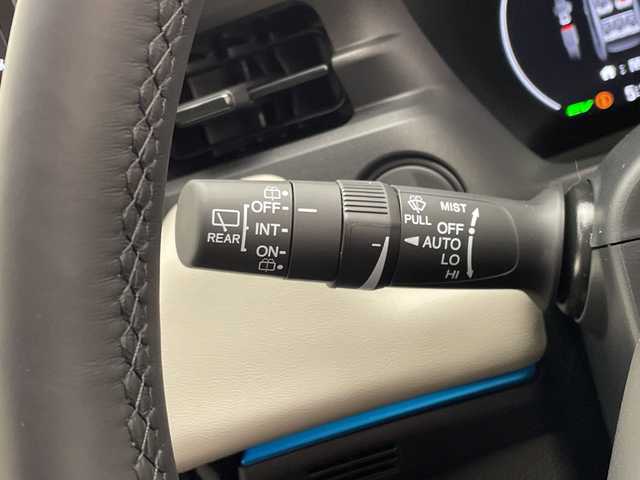 OFF
INT
ON
REAR
PULL
MIST
OFF
AUTO
LO
HI